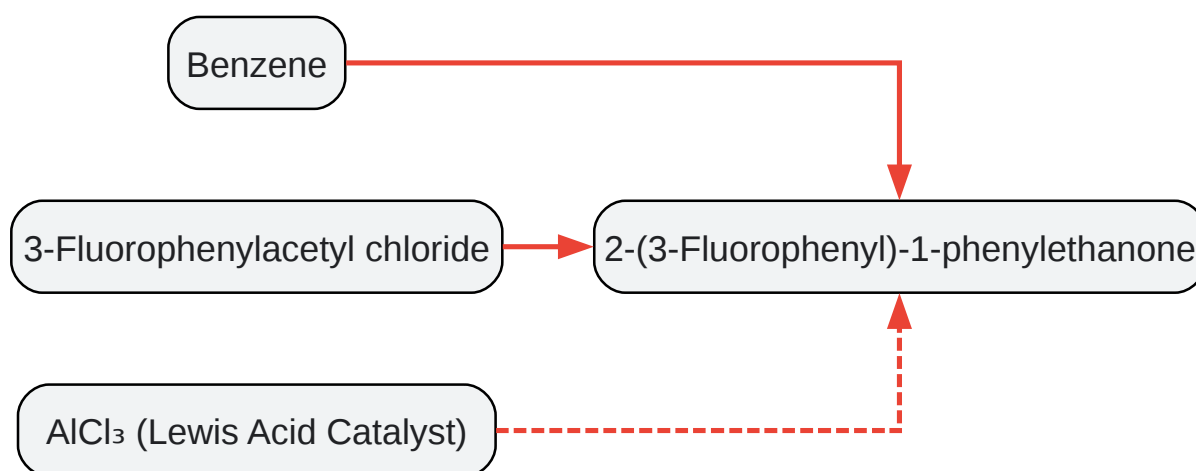 Benzene
3-Fluorophenylacetyl chloride
2-(3-Fluorophenyl)-1-phenylethanone
AlCl₃ (Lewis Acid Catalyst)